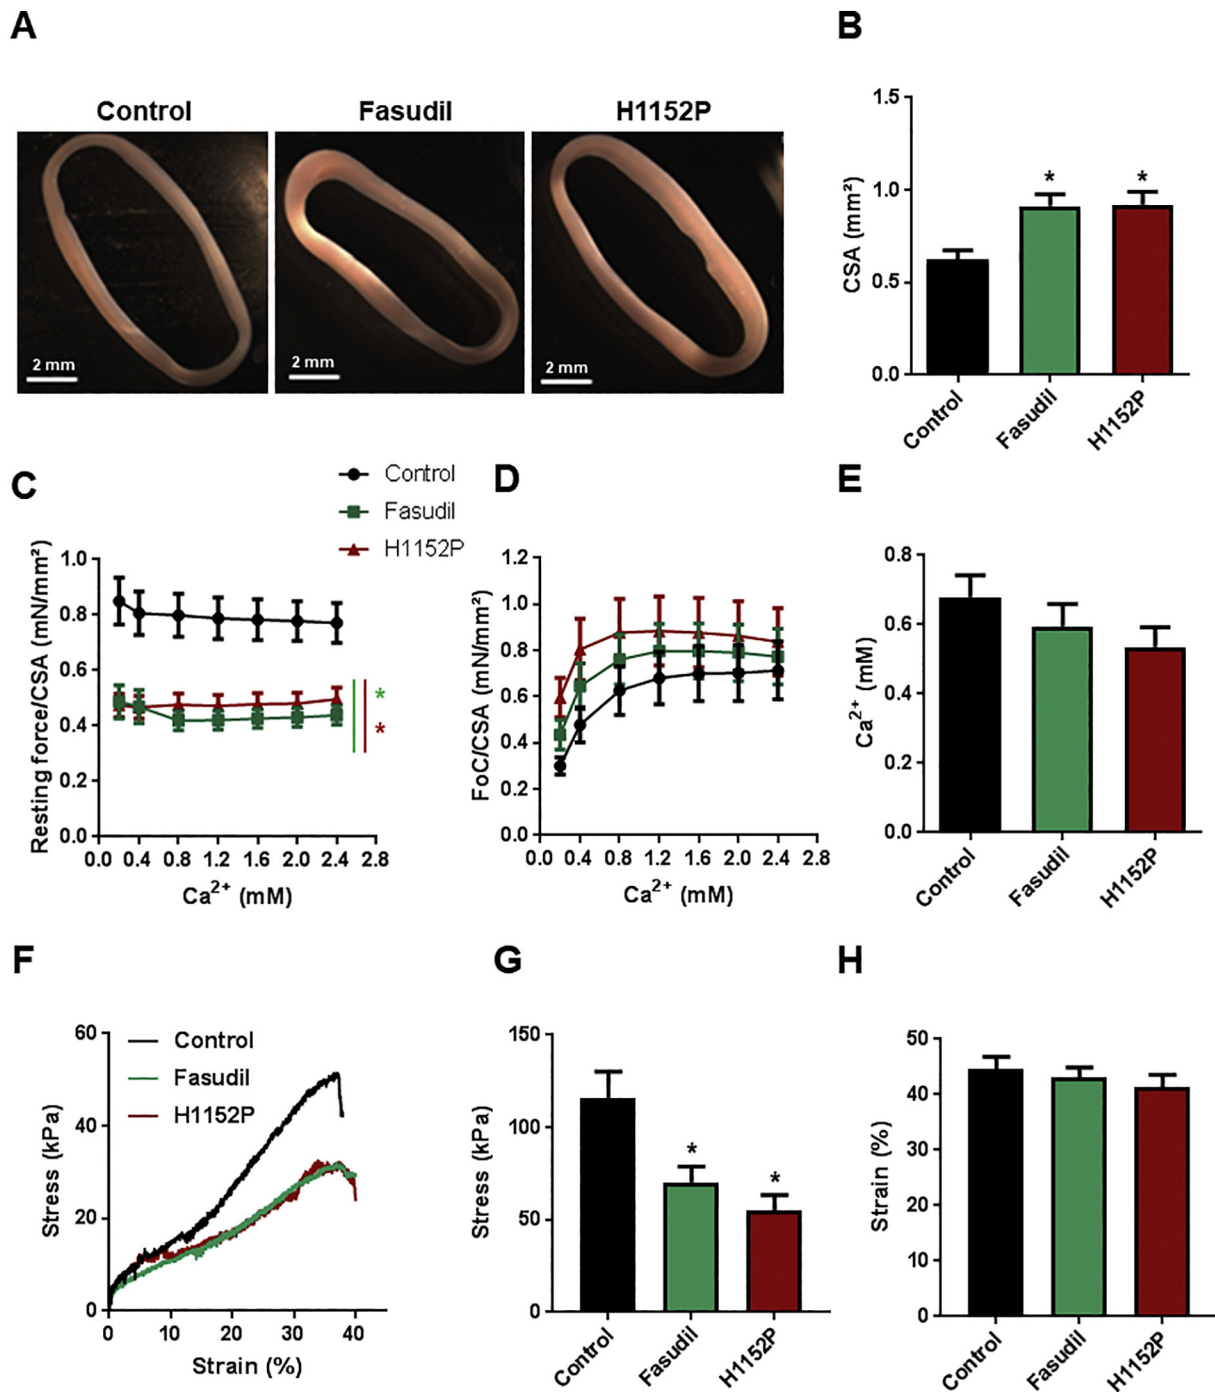 A
B
Control
Fasudil
H1152P
2 mm
2 mm
2 mm
CSA (mm²)
1.5
1.0
0.5
0.0
*
*
Control
Fasudil
H1152P
C
Control
Fasudil
H1152P
Resting force/CSA (mN/mm²)
1.0
0.8
0.6
0.4
0.2
0.0
0.0 0.4 0.8 1.2 1.6 2.0 2.4 2.8
Ca²⁺ (mM)
*
*
D
FoC/CSA (mN/mm²)
1.2
1.0
0.8
0.6
0.4
0.2
0.0
0.0 0.4 0.8 1.2 1.6 2.0 2.4 2.8
Ca²⁺ (mM)
E
Ca²⁺ (mM)
0.8
0.6
0.4
0.2
0.0
Control
Fasudil
H1152P
F
Control
Fasudil
H1152P
Stress (kPa)
60
40
20
0
0 10 20 30 40
Strain (%)
G
Stress (kPa)
150
100
50
0
*
*
Control
Fasudil
H1152P
H
Strain (%)
50
40
30
20
10
0
Control
Fasudil
H1152P